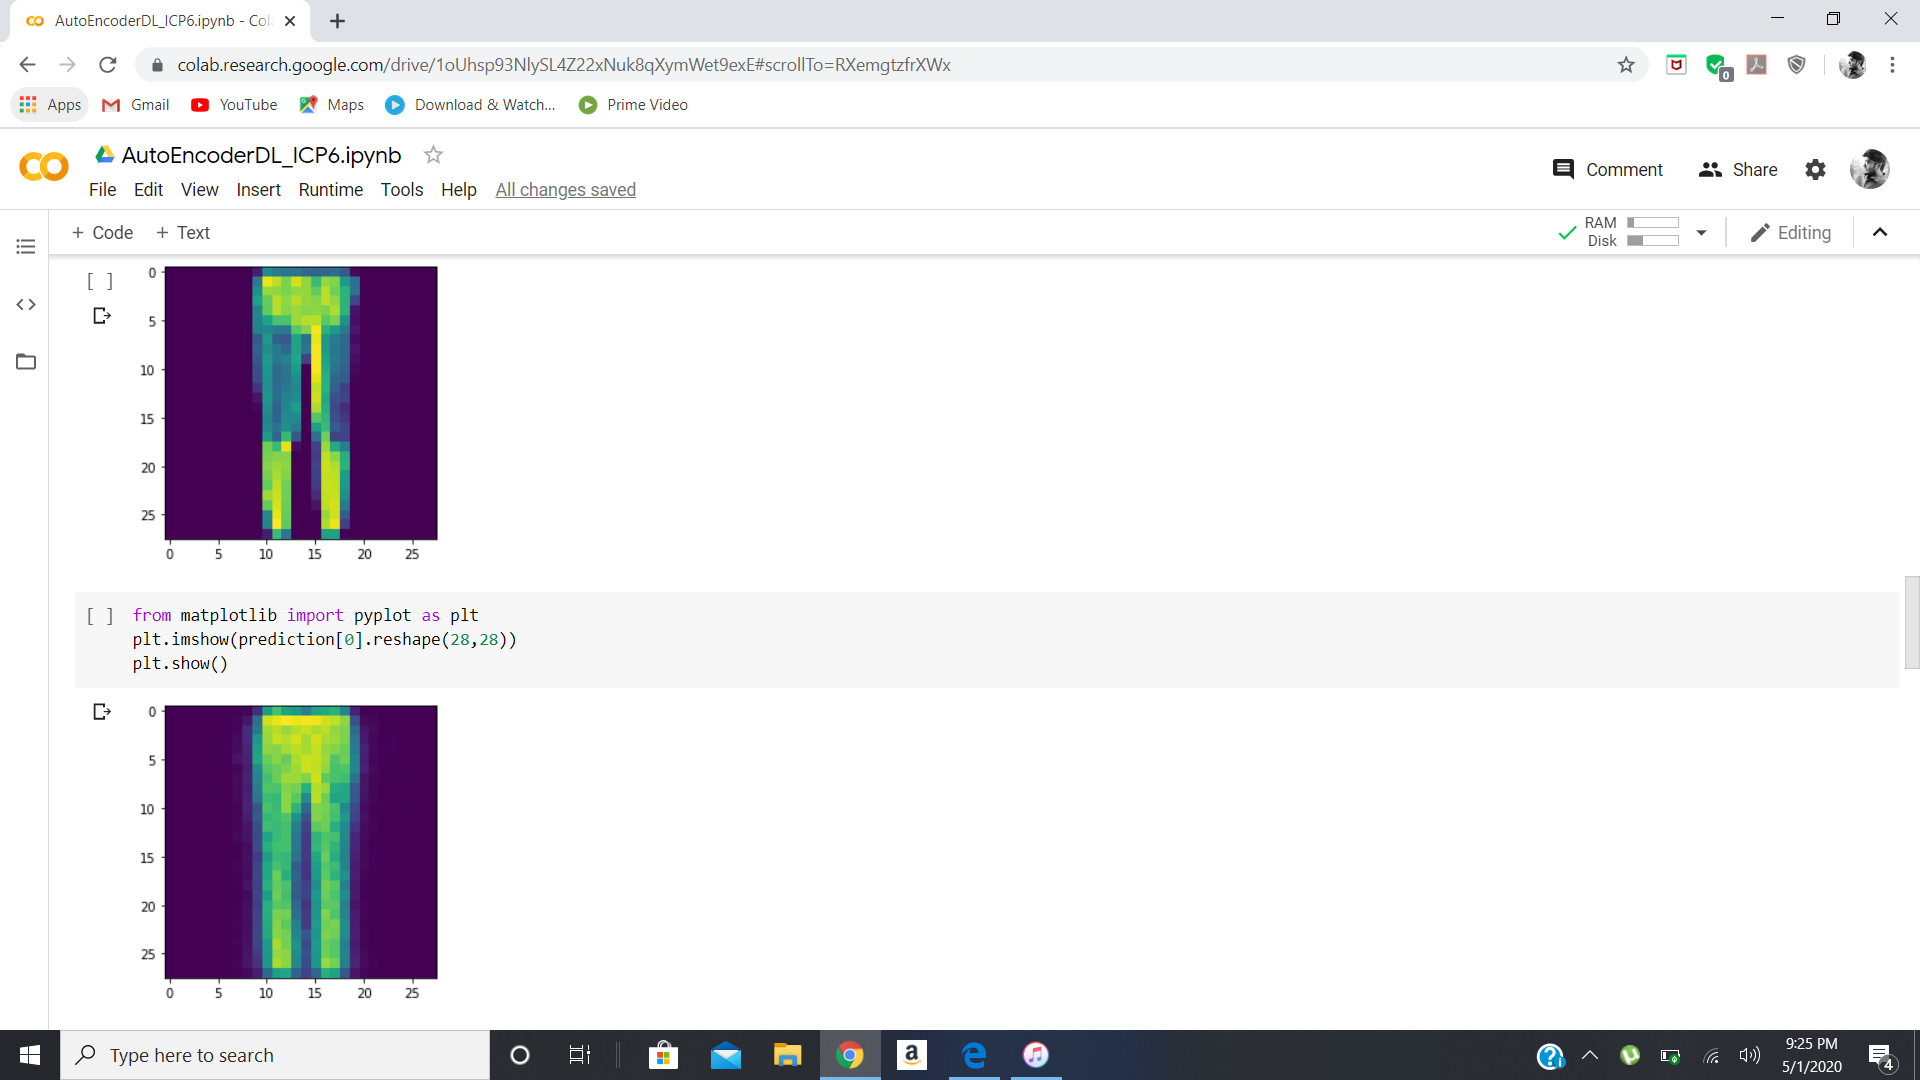 AutoEncoderDL_ICP6.ipynb - Col
colab.research.google.com/drive/1oUhsp93NlySL4Z22xNuk8qXymWet9exE#scrollTo=RXemgtzfrXWx
0
Apps Gmail YouTube Maps Download & Watch... Prime Video
AutoEncoderDL_ICP6.ipynb
File Edit View Insert Runtime Tools Help All changes saved
Comment Share
+ Code + Text
RAM
Disk
Editing
[ ]
0
5
10
15
20
25
0 5 10 15 20 25
[ ] from matplotlib import pyplot as plt
plt.imshow(prediction[0].reshape(28,28))
plt.show()
0
5
10
15
20
25
0 5 10 15 20 25
Type here to search
a
9:25 PM
5/1/2020
4